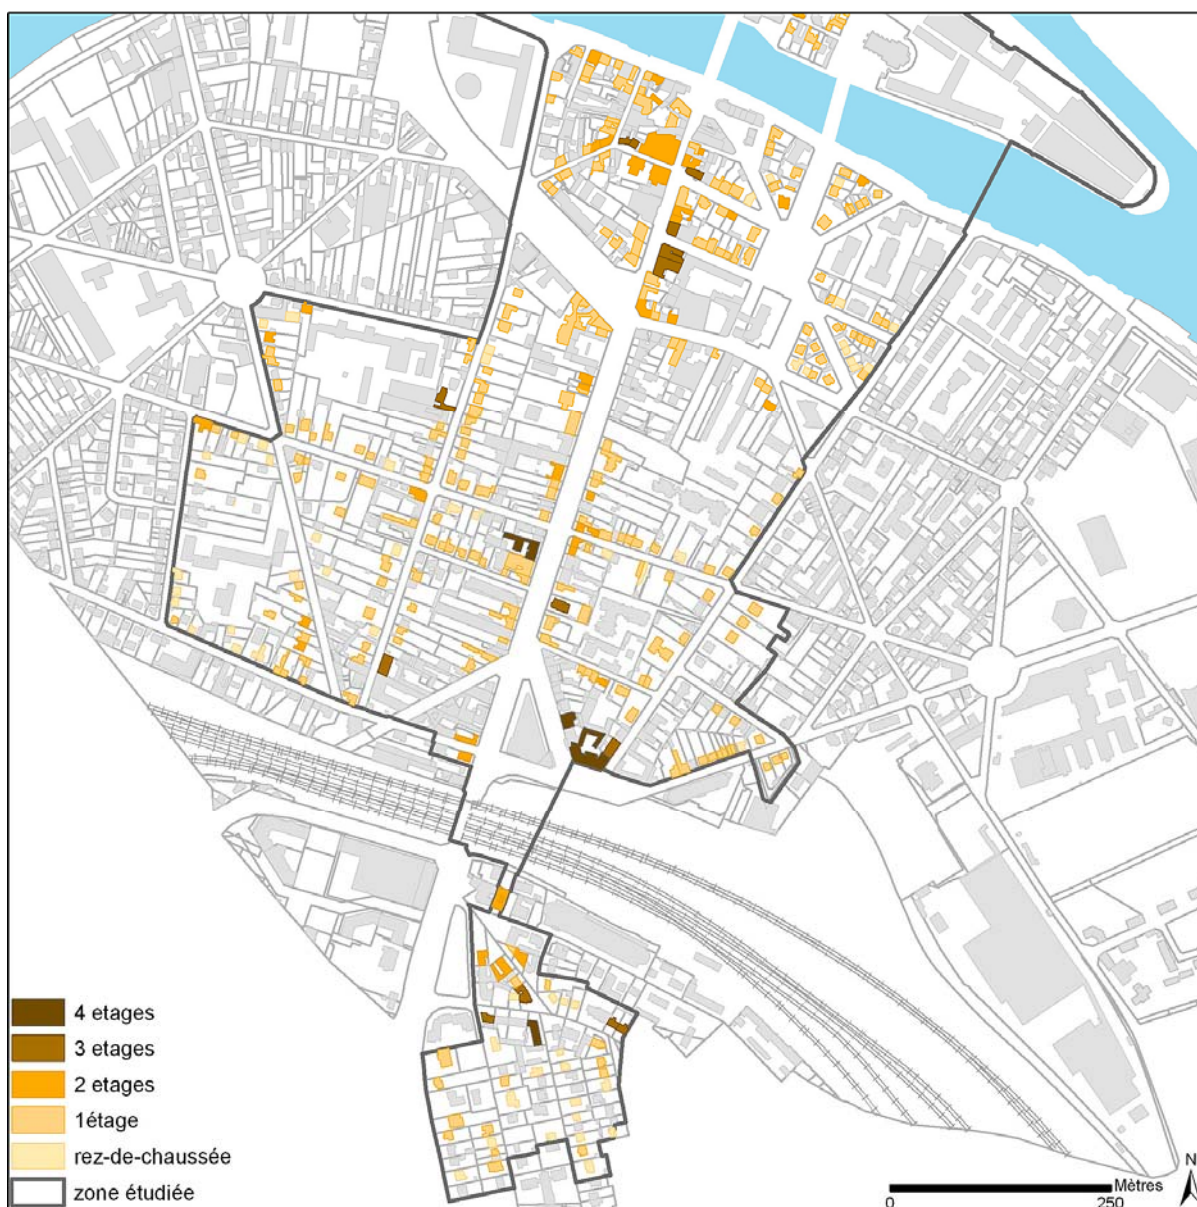 4 etages
3 etages
2 etages
1étage
rez-de-chaussée
zone étudiée
N
Mètres
0 250